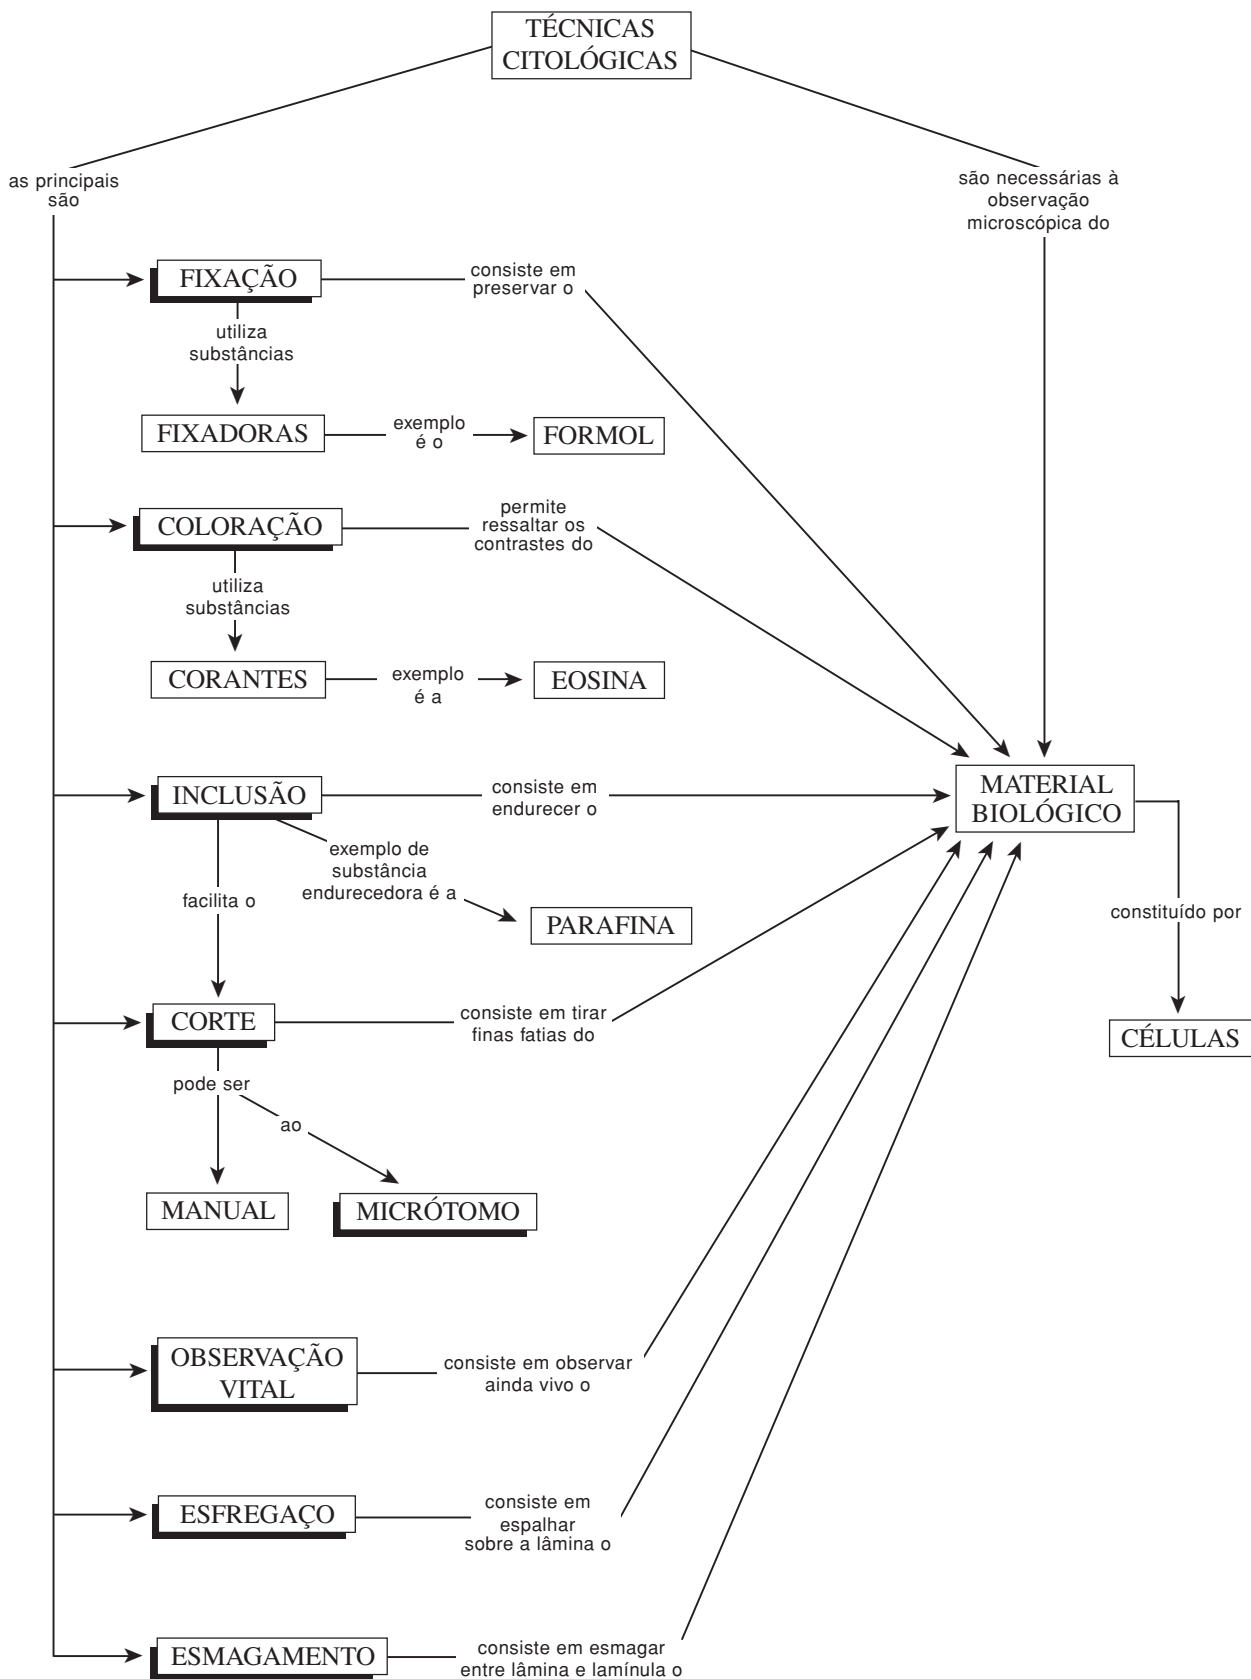 TÉCNICAS
CITOLÓGICAS
as principais
são
são necessárias à
observação
microscópica do
FIXAÇÃO
consiste em
preservar o
utiliza
substâncias
FIXADORAS
exemplo
é o
FORMOL
COLORAÇÃO
permite
ressaltar os
contrastes do
utiliza
substâncias
CORANTES
exemplo
é a
EOSINA
INCLUSÃO
consiste em
endurecer o
MATERIAL
BIOLÓGICO
exemplo de
substância
endurecedora é a
facilita o
PARAFINA
constituído por
CORTE
consiste em tirar
finas fatias do
CÉLULAS
pode ser
ao
MANUAL
MICRÓTOMO
OBSERVAÇÃO
VITAL
consiste em observar
ainda vivo o
ESFREGAÇO
consiste em
espalhar
sobre a lâmina o
ESMAGAMENTO
consiste em esmagar
entre lâmina e lamínula o